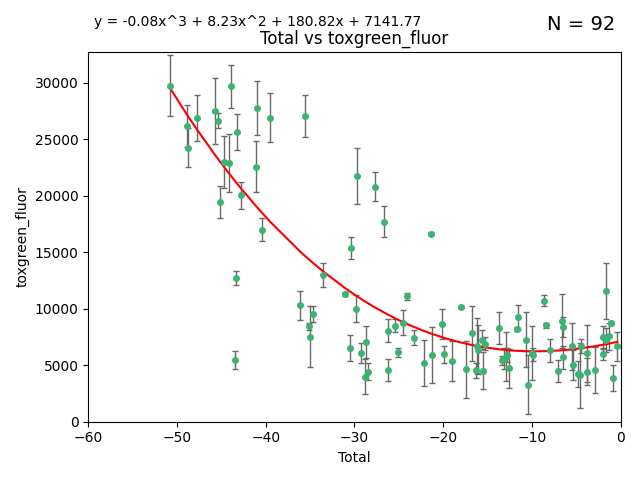 y = -0.08x^3 + 8.23x^2 + 180.82x + 7141.77
N = 92
Total vs toxgreen_fluor
30000
25000
20000
15000
10000
5000
0
toxgreen_fluor
−60
−50
−40
−30
−20
−10
0
Total